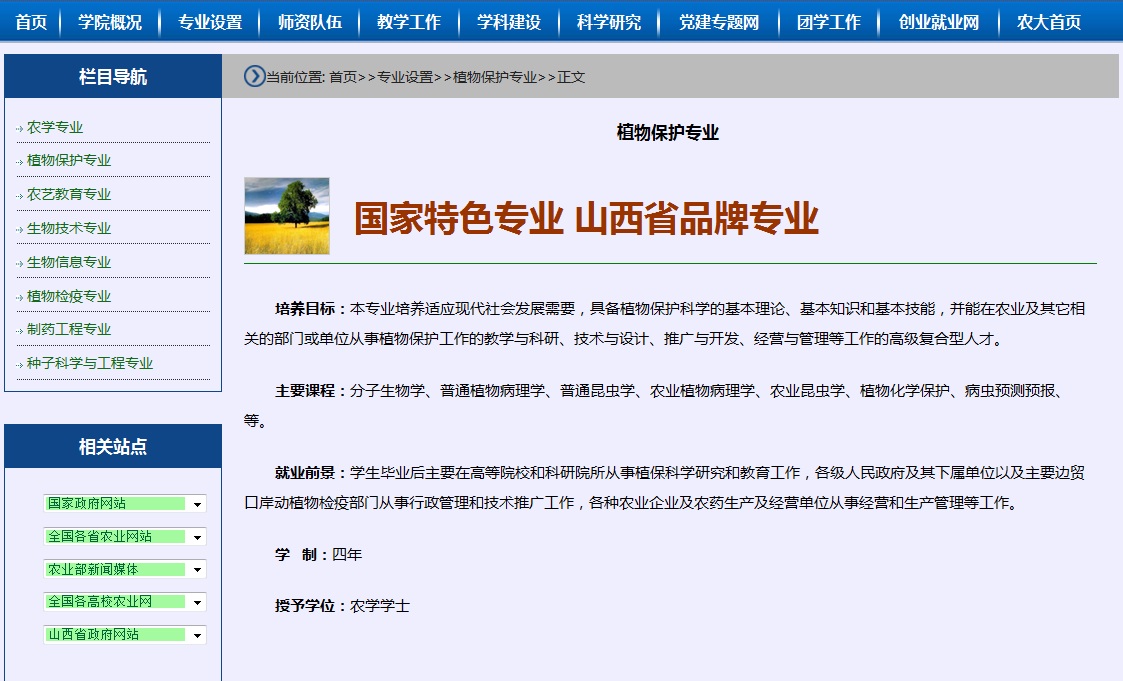 首页 学院概况 专业设置 师资队伍 教学工作 学科建设 科学研究 党建专题网 团学工作 创业就业网 农大首页
栏目导航
农学专业
植物保护专业
农艺教育专业
生物技术专业
生物信息专业
植物检疫专业
制药工程专业
种子科学与工程专业
相关站点
国家政府网站
全国各省农业网站
农业部新闻媒体
全国各高校农业网
山西省政府网站
当前位置: 首页>>专业设置>>植物保护专业>>正文
植物保护专业
国家特色专业 山西省品牌专业
培养目标：本专业培养适应现代社会发展需要，具备植物保护科学的基本理论、基本知识和基本技能，并能在农业及其它相
关的部门或单位从事植物保护工作的教学与科研、技术与设计、推广与开发、经营与管理等工作的高级复合型人才。
主要课程：分子生物学、普通植物病理学、普通昆虫学、农业植物病理学、农业昆虫学、植物化学保护、病虫预测预报、
等。
就业前景：学生毕业后主要在高等院校和科研院所从事植保科学研究和教育工作，各级人民政府及其下属单位以及主要边贸
口岸动植物检疫部门从事行政管理和技术推广工作，各种农业企业及农药生产及经营单位从事经营和生产管理等工作。
学 制：四年
授予学位：农学学士